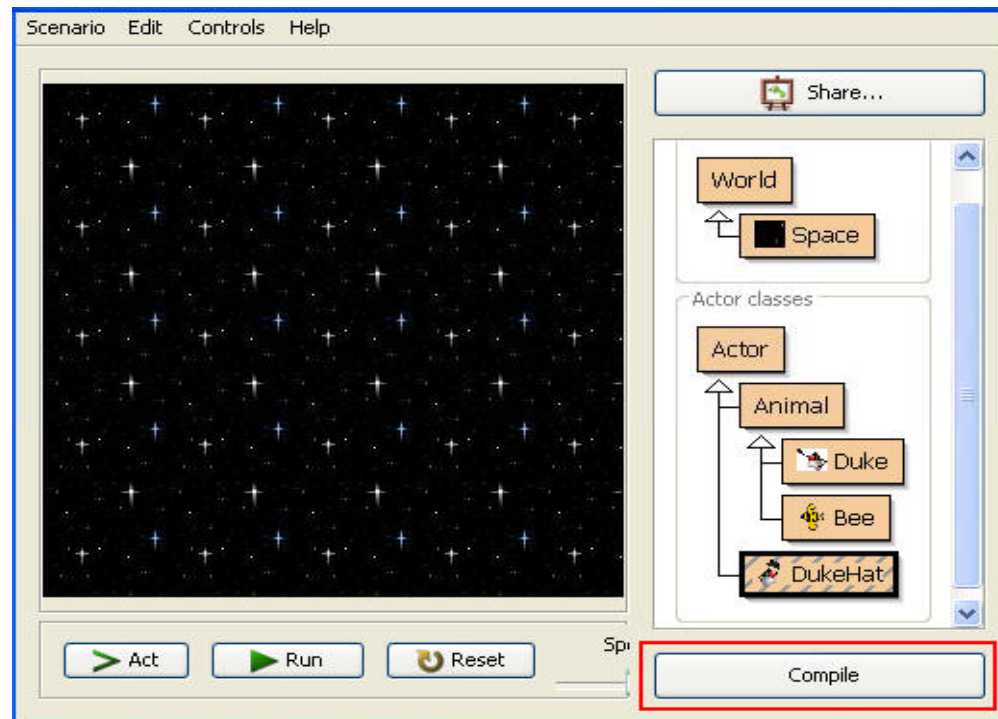 Scenario Edit Controls Help
Share...
World
Space
Actor classes
Actor
Animal
Duke
Bee
DukeHat
Act Run Reset
Compile